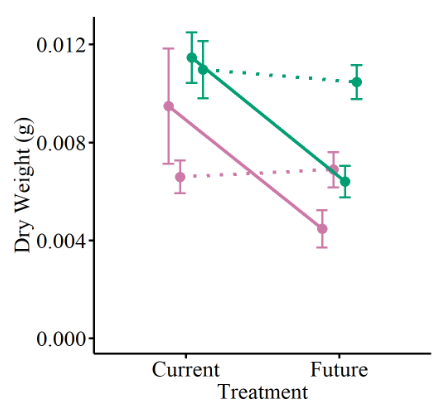 Dry Weight (g)
0.012
0.008
0.004
0.000
Current Future
Treatment